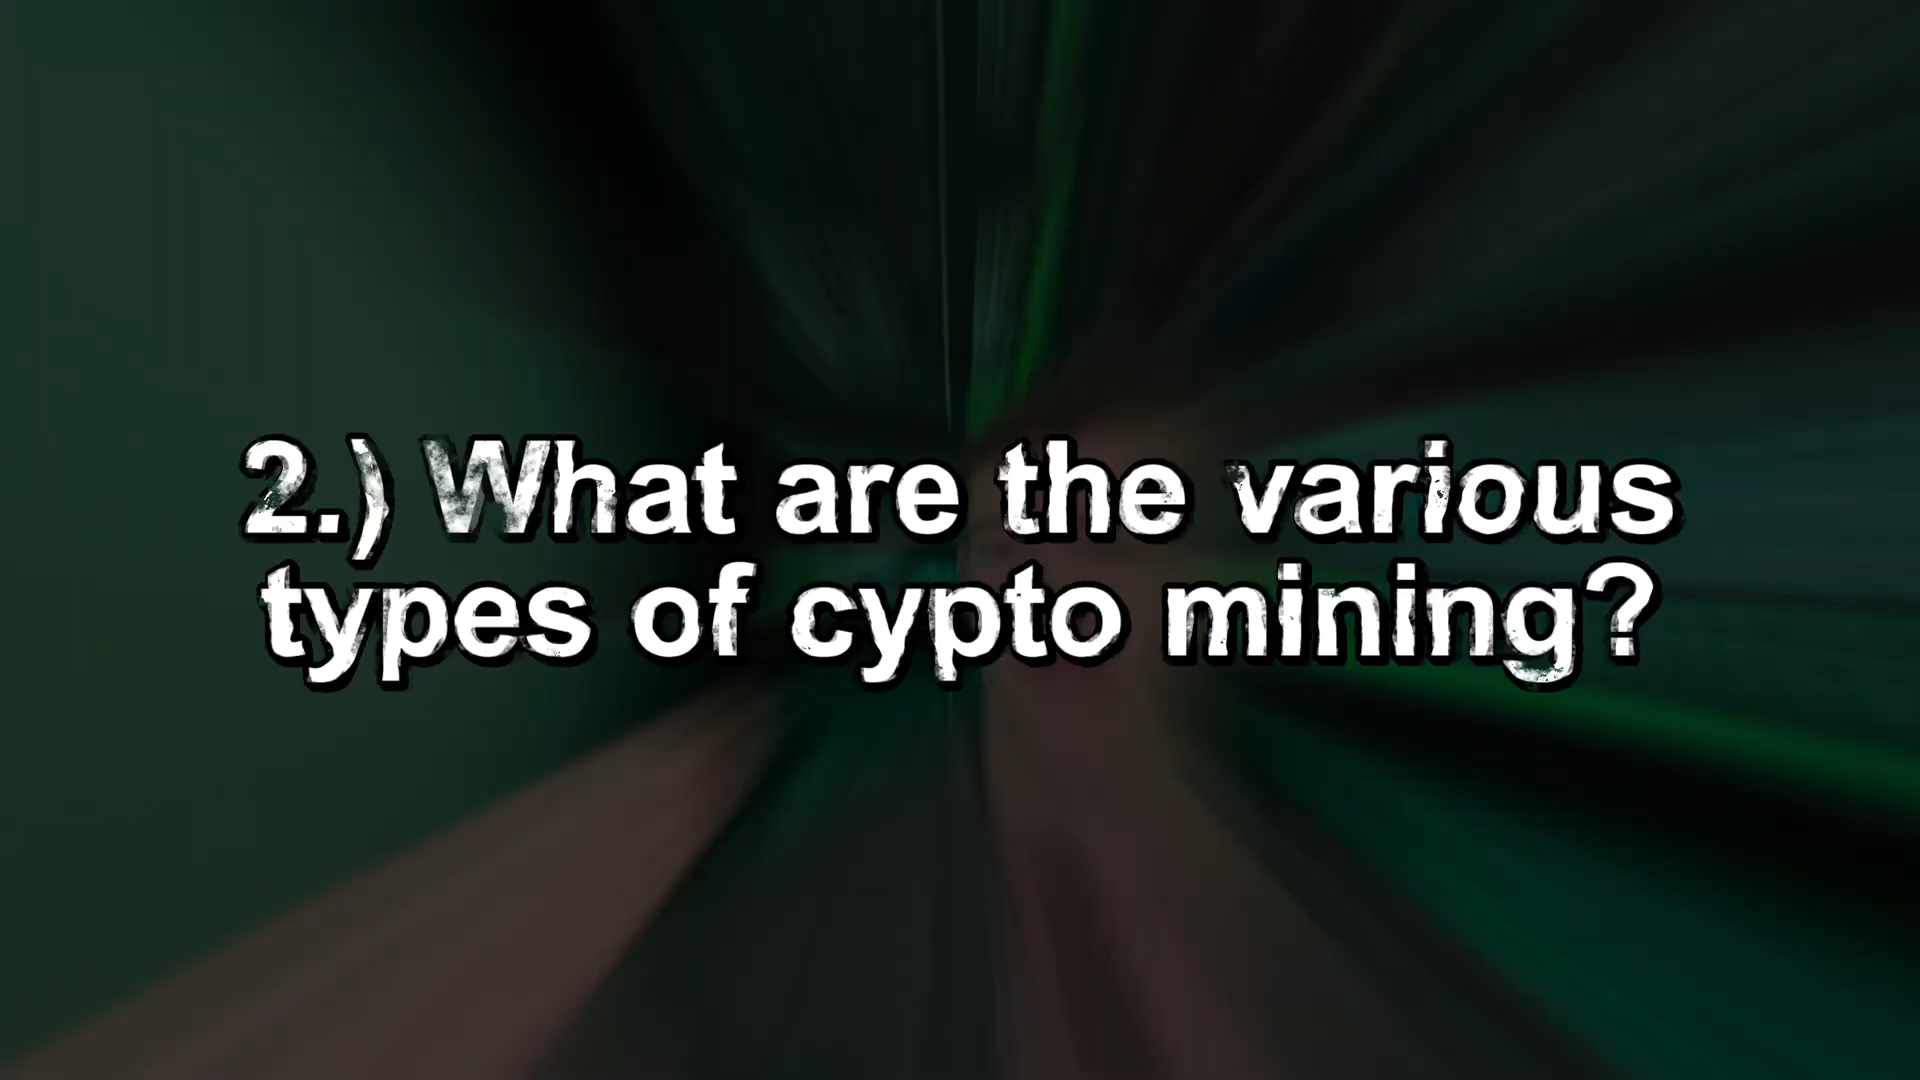 2.) What are the various
types of cypto mining?